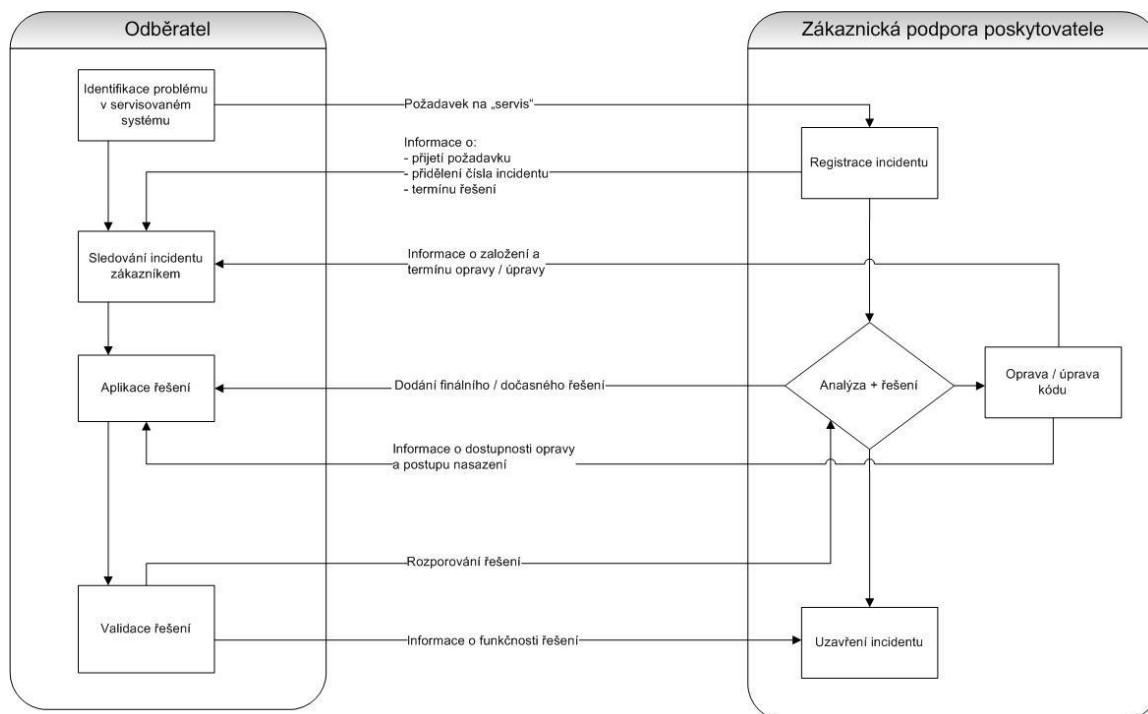 Odběratel
Zákaznická podpora poskytovatele
Identifikace problému
v servisovaném
systému
Požadavek na „servis“
Informace o:
- přijetí požadavku
- přidělení čísla incidentu
- termínu řešení
Registrace incidentu
Sledování incidentu
zákazníkem
Informace o založení a
termínu opravy / úpravy
Aplikace řešení
Dodání finálního / dočasného řešení
Analýza + řešení
Oprava / úprava
kódu
Informace o dostupnosti opravy
a postupu nasazení
Rozporování řešení
Validace řešení
Informace o funkčnosti řešení
Uzavření incidentu